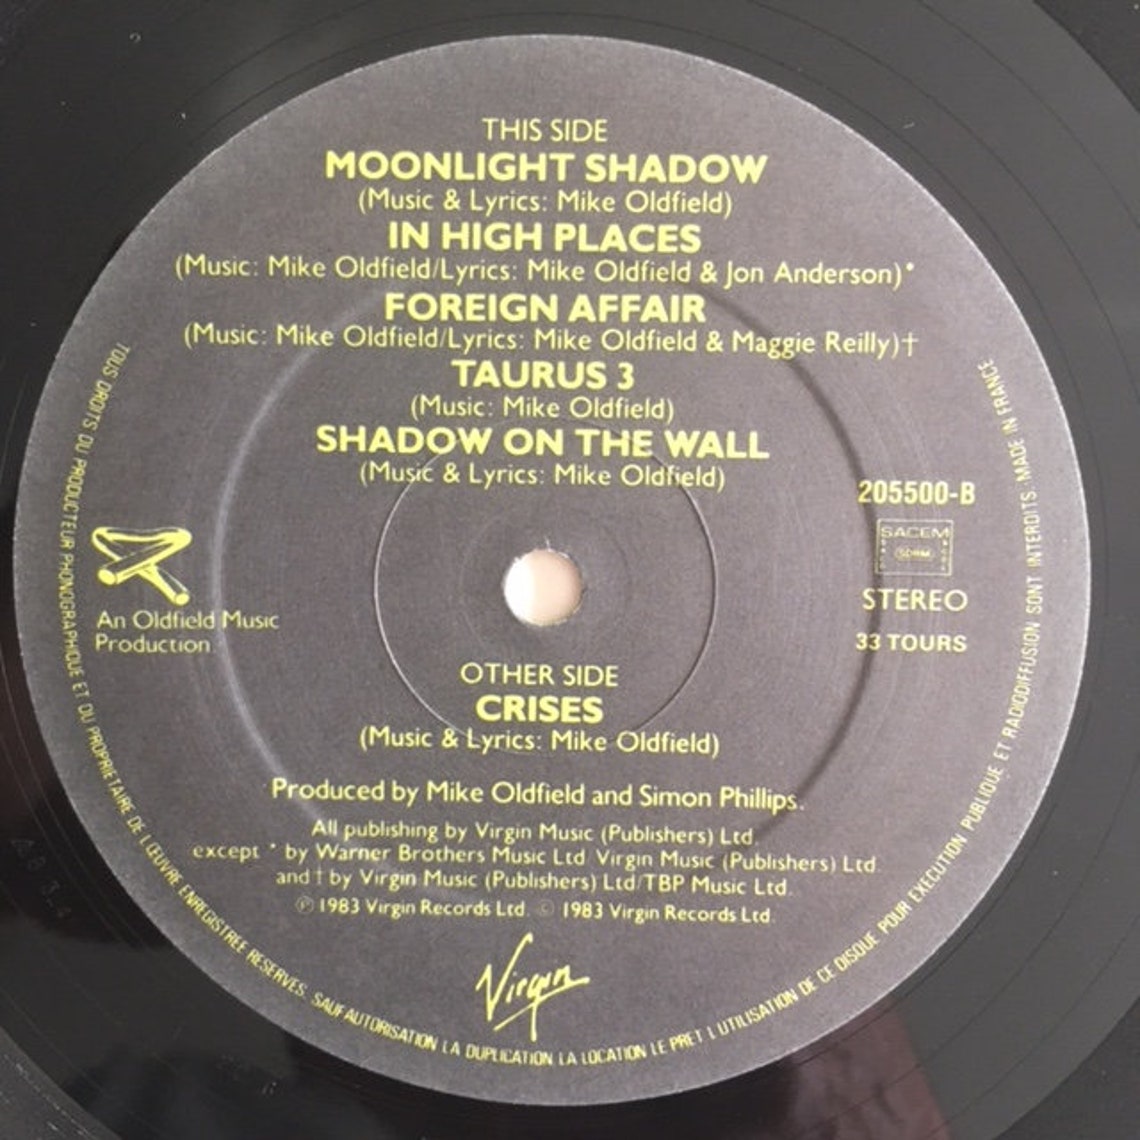 THIS SIDE
MOONLIGHT SHADOW
(Music & Lyrics: Mike Oldfield)
IN HIGH PLACES
(Music: Mike Oldfield/Lyrics: Mike Oldfield & Jon Anderson)*
FOREIGN AFFAIR
(Music: Mike Oldfield/Lyrics: Mike Oldfield & Maggie Reilly)†
TAURUS 3
(Music: Mike Oldfield)
SHADOW ON THE WALL
(Music & Lyrics: Mike Oldfield)
205500-B
SACEM
SDRM
STEREO
33 TOURS
An Oldfield Music
Production.
OTHER SIDE
CRISES
(Music & Lyrics: Mike Oldfield)
Produced by Mike Oldfield and Simon Phillips.
All publishing by Virgin Music (Publishers) Ltd.
except * by Warner Brothers Music Ltd Virgin Music (Publishers) Ltd.
and † by Virgin Music (Publishers) Ltd/TBP Music Ltd.
℗ 1983 Virgin Records Ltd. © 1983 Virgin Records Ltd.
Virgin
TOUS DROITS DU PRODUCTEUR PHONOGRAPHIQUE ET DU PROPRIETAIRE DE L'ŒUVRE ENREGISTREE RESERVES. SAUF AUTORISATION LA DUPLICATION, LA LOCATION, LE PRET L'UTILISATION DE CE DISQUE POUR EXECUTION PUBLIQUE ET RADIODIFFUSION SONT INTERDITS · MADE IN FRANCE